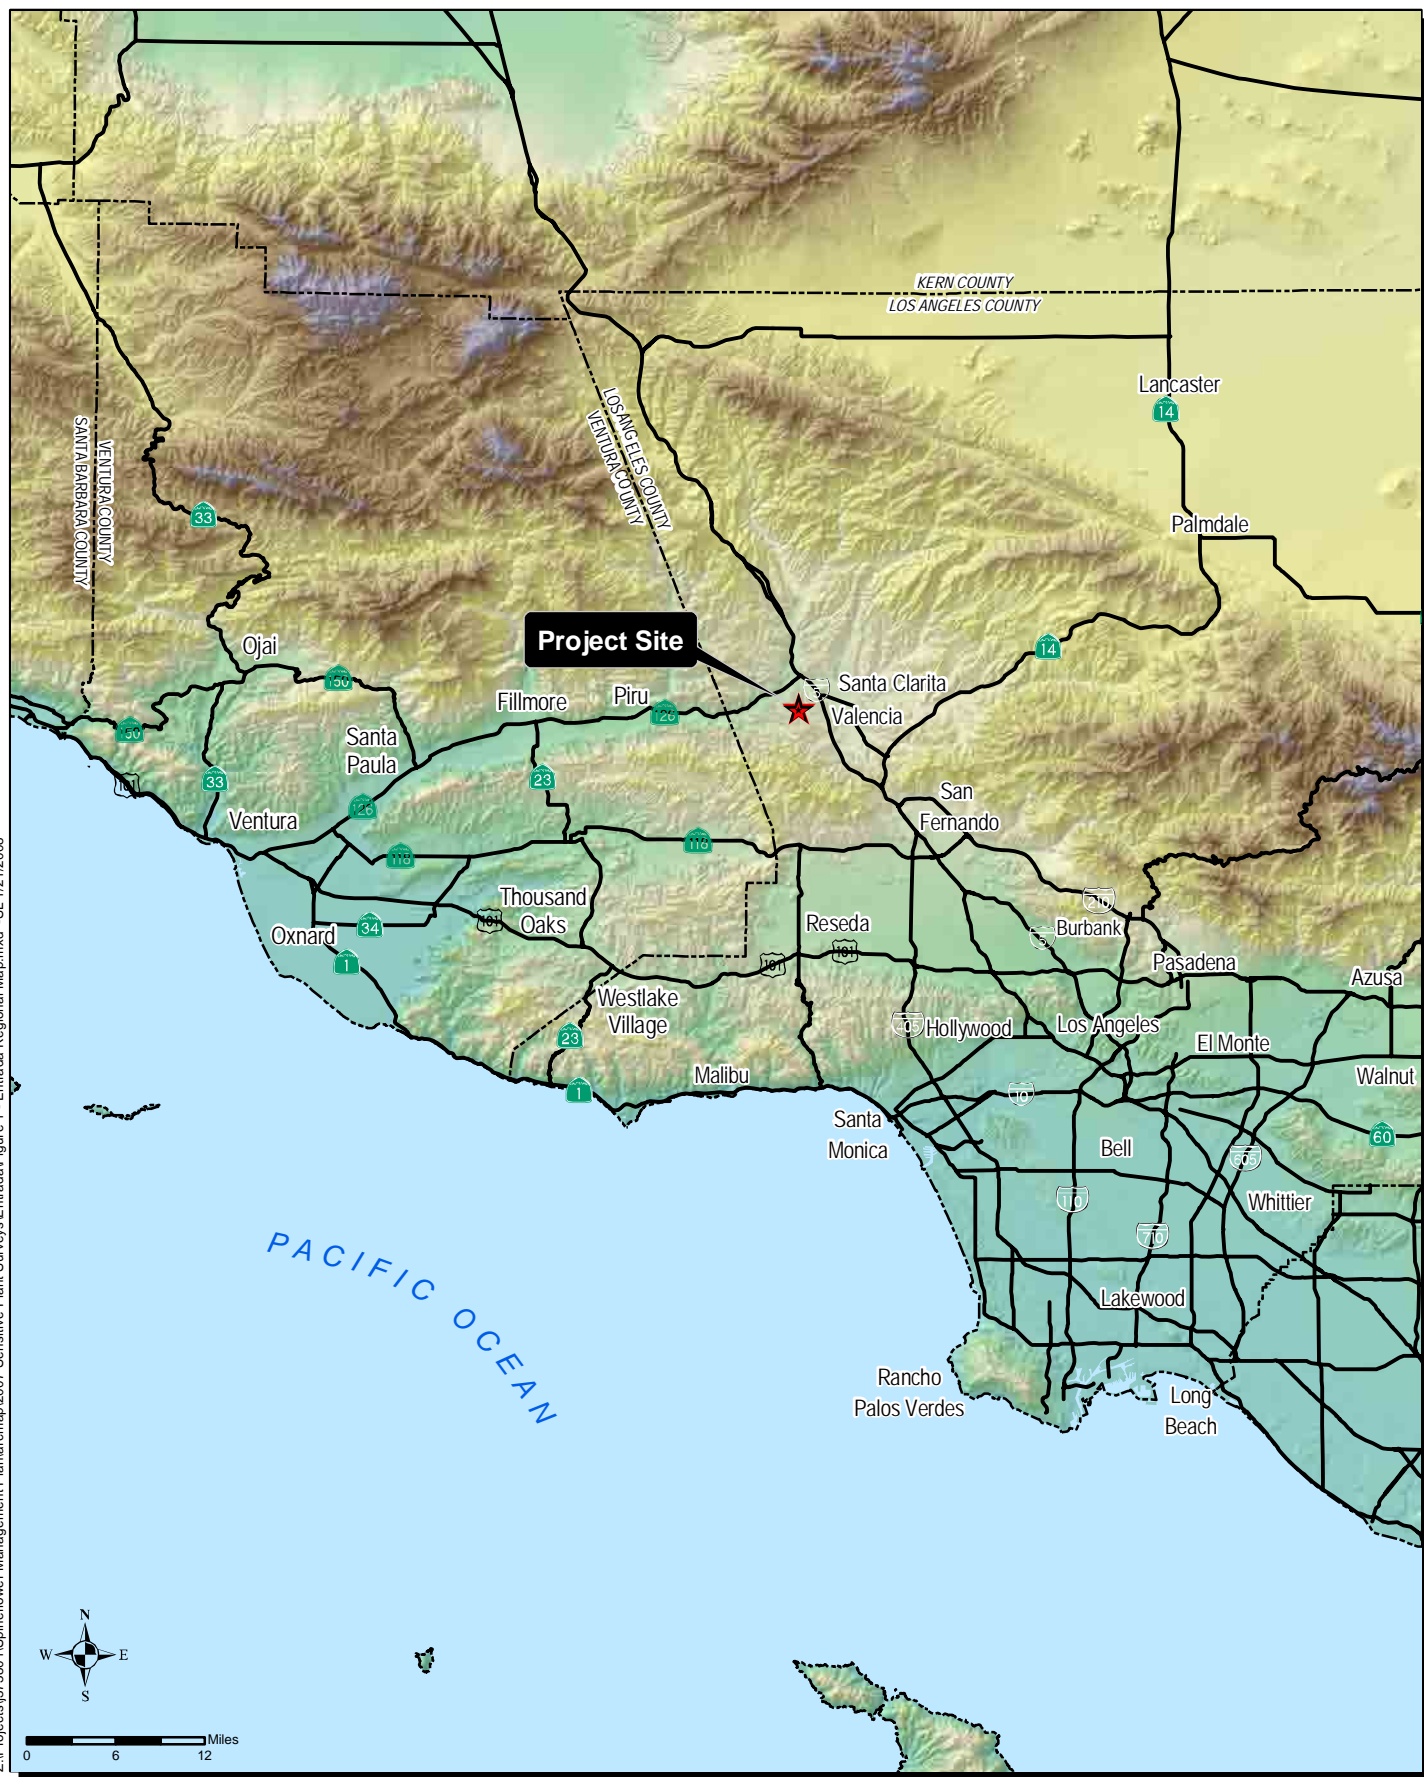 KERN COUNTY
LOS ANGELES COUNTY
Lancaster
14
LOS ANGELES COUNTY
VENTURA COUNTY
VENTURA COUNTY
SANTA BARBARA COUNTY
33
Palmdale
Project Site
14
Ojai
150
Santa Clarita
5
Piru
Fillmore
126
Valencia
150
Santa
Paula
33
101
23
126
San
Fernando
Ventura
118
118
Thousand
Oaks
101
210
34
Reseda
Burbank
5
Oxnard
101
101
1
Pasadena
Azusa
Westlake
Village
23
405
Hollywood
Los Angeles
El Monte
Malibu
1
10
Walnut
Santa
Monica
60
Bell
605
110
Whittier
710
PACIFIC OCEAN
Lakewood
Rancho
Palos Verdes
Long
Beach
N
W
E
S
Miles
0
6
12